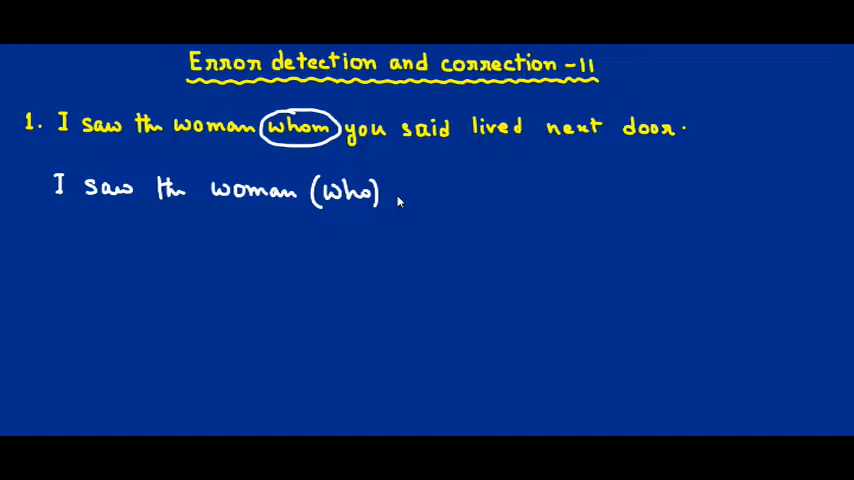 Error detection and correction -11
1. I saw the woman whom you said lived next door.
I saw the woman (who)